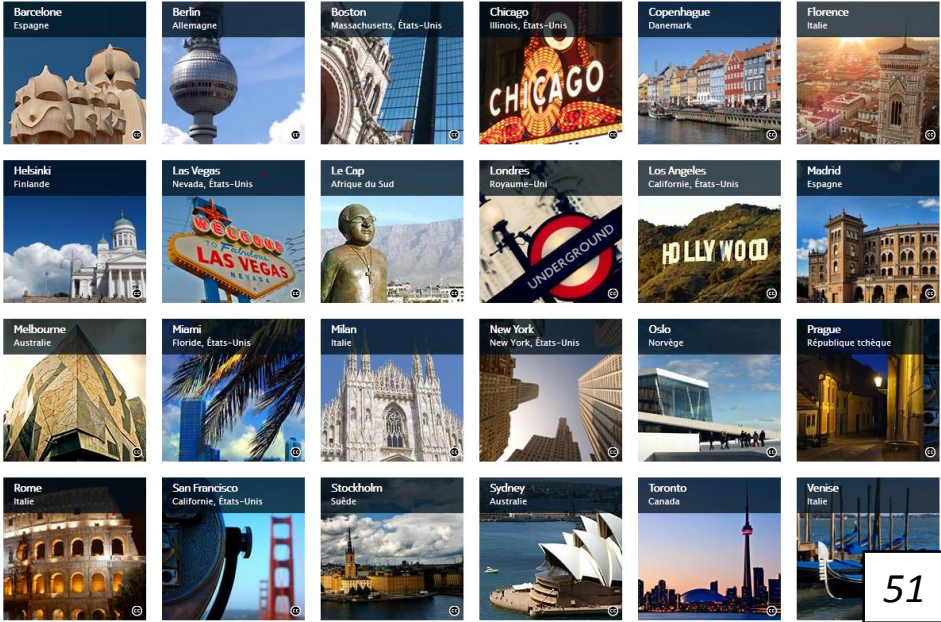 Barcelone
Espagne
Berlin
Allemagne
Boston
Massachusetts, États-Unis
Chicago
Illinois, États-Unis
Copenhague
Danemark
Florence
Italie
CHICAGO
Helsinki
Finlande
Las Vegas
Nevada, États-Unis
Le Cap
Afrique du Sud
Londres
Royaume-Uni
Los Angeles
Californie, États-Unis
Madrid
Espagne
WELCOME
TO Fabulous
LAS VEGAS
NEVADA
UNDERGROUND
HOLLYWOOD
Melbourne
Australie
Miami
Floride, États-Unis
Milan
Italie
New York
New York, États-Unis
Oslo
Norvège
Prague
République tchèque
Rome
Italie
San Francisco
Californie, États-Unis
Stockholm
Suède
Sydney
Australie
Toronto
Canada
Venise
Italie
51